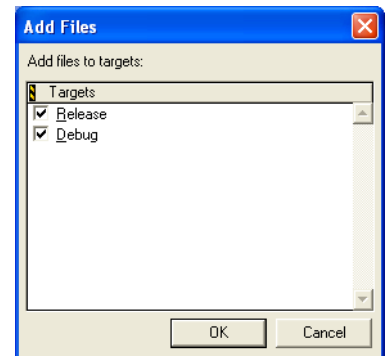 Add Files
Add files to targets:
Targets
Release
Debug
OK
Cancel